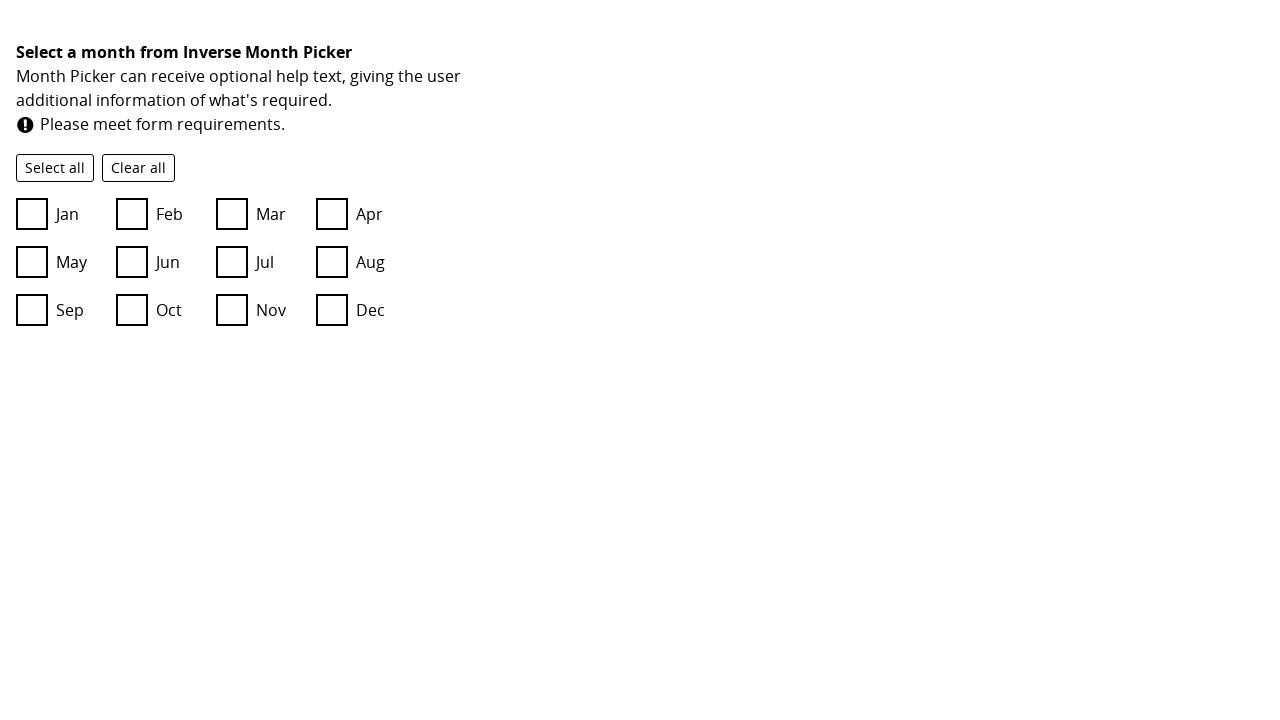 Select a month from Inverse Month Picker
Month Picker can receive optional help text, giving the user
additional information of what's required.
Please meet form requirements.
Select all Clear all
Jan Feb Mar Apr
May Jun Jul Aug
Sep Oct Nov Dec